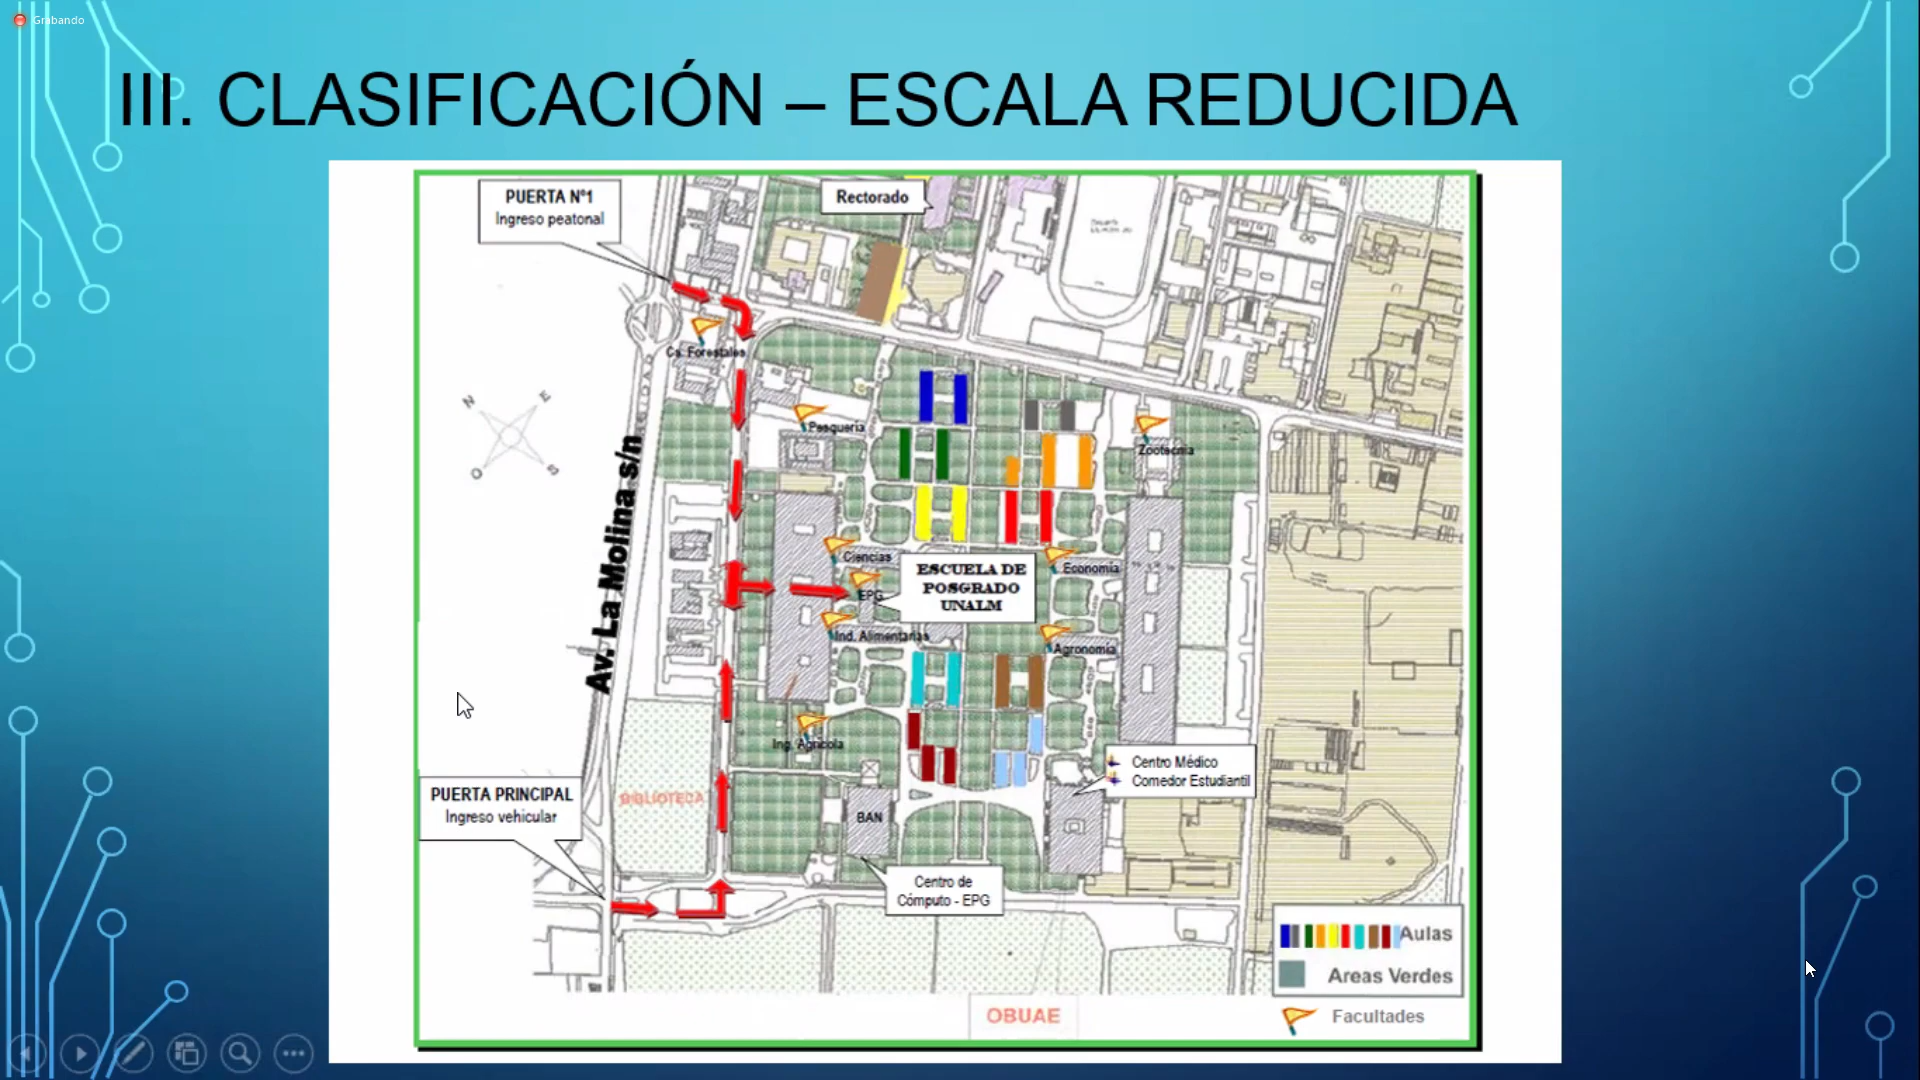 Grabando
III. CLASIFICACIÓN – ESCALA REDUCIDA
PUERTA Nº1
Ingreso peatonal
Rectorado
Cs. Forestales
Pesquería
Zootecnia
N
E
O
S
Av. La Molina s/n
Ciencias
Economía
EPG
ESCUELA DE
POSGRADO
UNALM
Ind. Alimentarias
Agronomía
Ing. Agrícola
Centro Médico
Comedor Estudiantil
PUERTA PRINCIPAL
Ingreso vehicular
BIBLIOTECA
BAN
Centro de
Cómputo - EPG
Aulas
Areas Verdes
OBUAE
Facultades